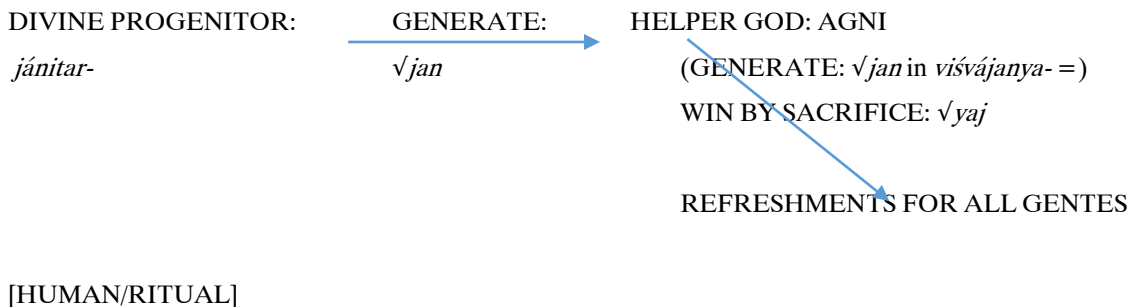 DIVINE PROGENITOR: GENERATE: HELPER GOD: AGNI
jánitar- √jan (GENERATE: √jan in viśvájanya- =)
WIN BY SACRIFICE: √yaj
REFRESHMENTS FOR ALL GENTES
[HUMAN/RITUAL]